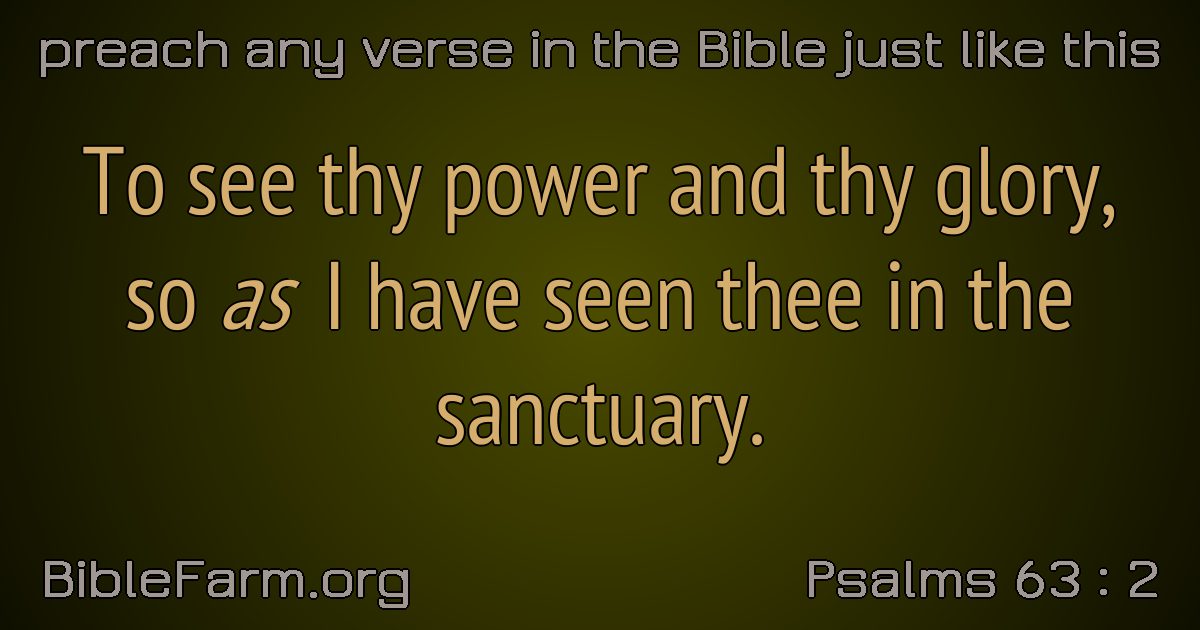 preach any verse in the Bible just like this
To see thy power and thy glory,
so as I have seen thee in the
sanctuary.
BibleFarm.org
Psalms 63 : 2